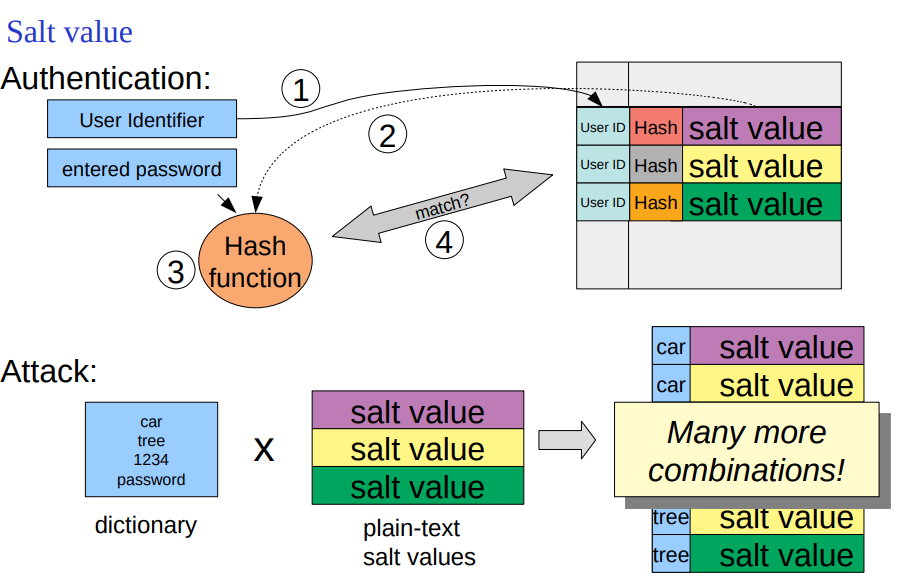 Salt value
Authentication:
1
User Identifier
2
entered password
User ID Hash salt value
User ID Hash salt value
User ID Hash salt value
match?
4
3
Hash
function
Attack:
car
tree
1234
password
dictionary
x
salt value
salt value
salt value
plain-text
salt values
car salt value
car salt value
Many more
combinations!
tree salt value
tree salt value